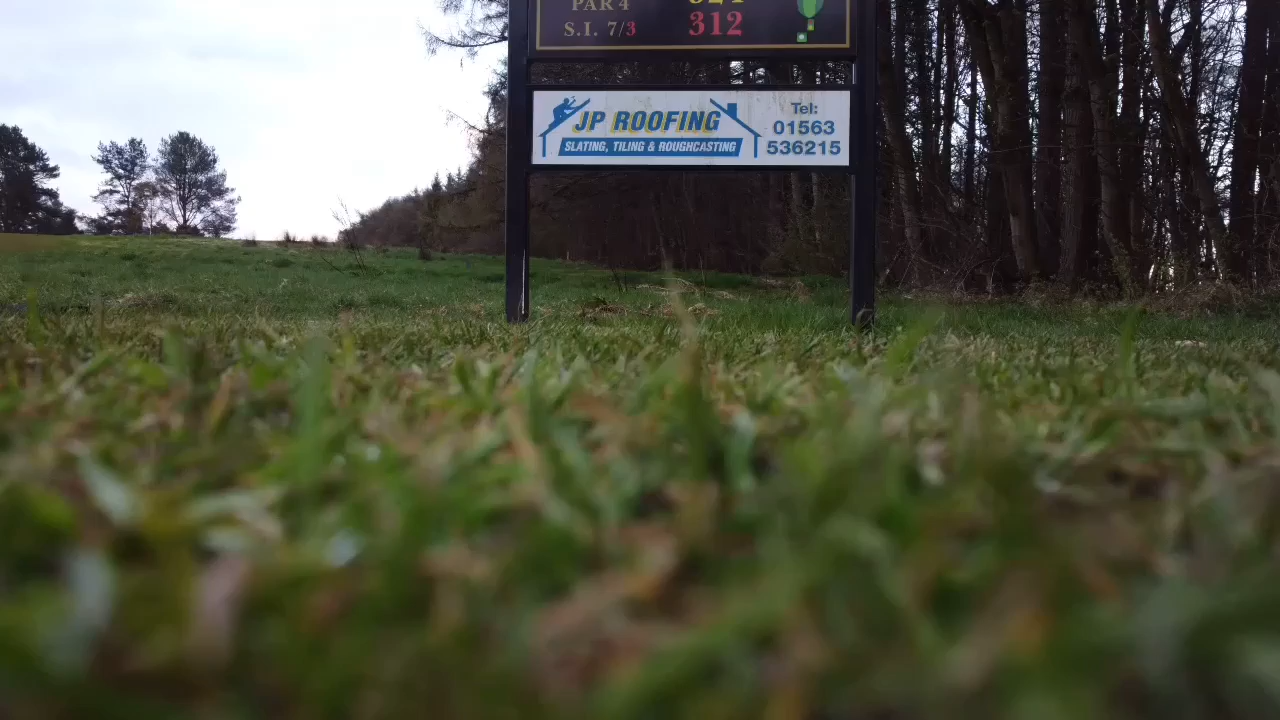 PAR 4
S.I. 7/3
312
JP ROOFING
SLATING, TILING & ROUGHCASTING
Tel:
01563
536215